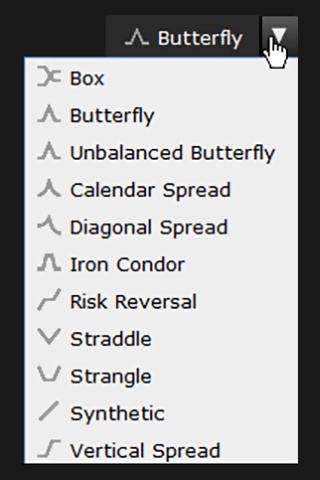 Butterfly
Box
Butterfly
Unbalanced Butterfly
Calendar Spread
Diagonal Spread
Iron Condor
Risk Reversal
Straddle
Strangle
Synthetic
Vertical Spread